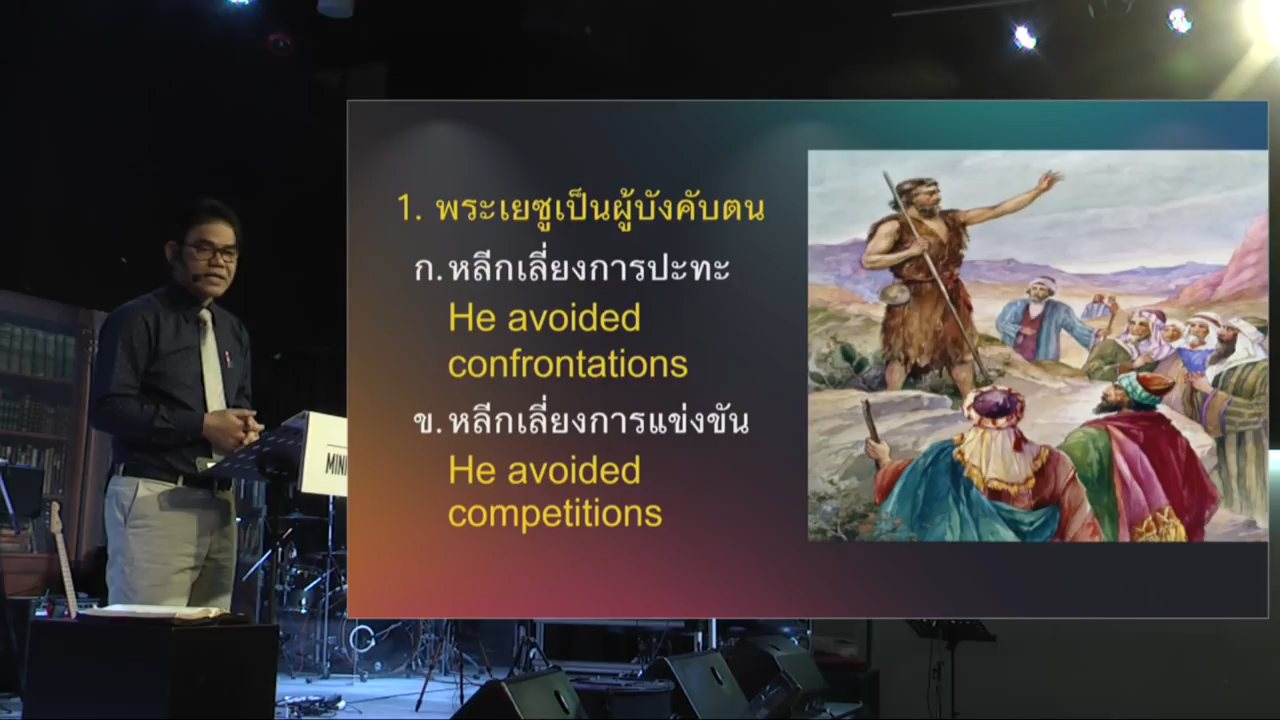 1. พระเยซูเป็นผู้บังคับตน
ก. หลีกเลี่ยงการปะทะ
He avoided
confrontations
ข. หลีกเลี่ยงการแข่งขัน
He avoided
competitions